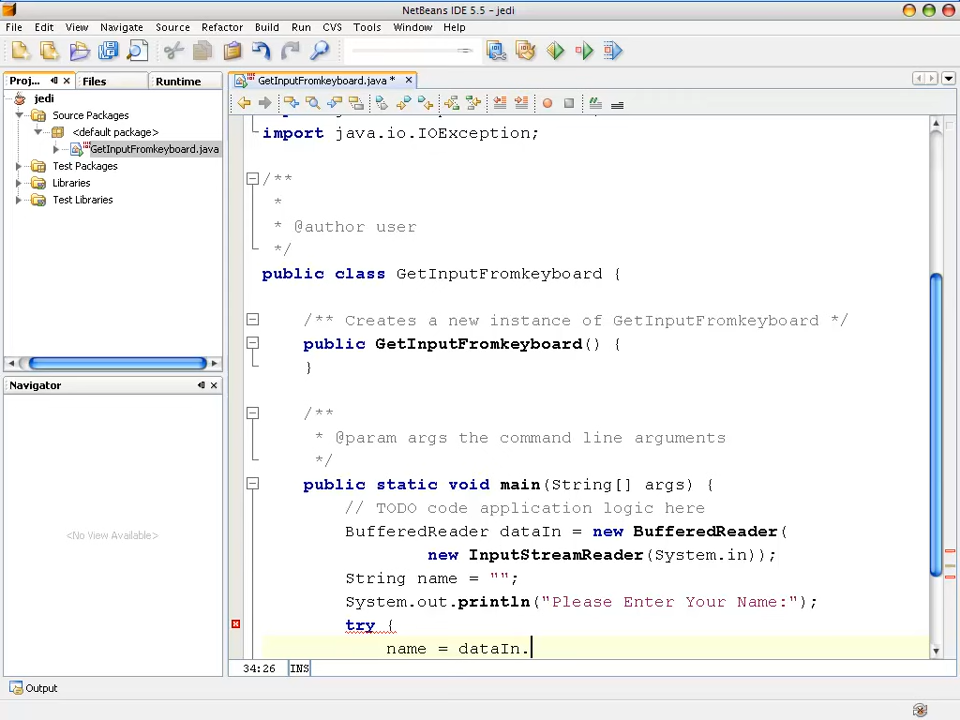 NetBeans IDE 5.5 - jedi
File Edit View Navigate Source Refactor Build Run CVS Tools Window Help
Proj... Files Runtime
GetInputFromkeyboard.java *
jedi
Source Packages
<default package>
GetInputFromkeyboard.java
Test Packages
Libraries
Test Libraries
Navigator
<No View Available>
import java.io.IOException;
/**
*
* @author user
*/
public class GetInputFromkeyboard {
/** Creates a new instance of GetInputFromkeyboard */
public GetInputFromkeyboard() {
}
/**
* @param args the command line arguments
*/
public static void main(String[] args) {
// TODO code application logic here
BufferedReader dataIn = new BufferedReader(
new InputStreamReader(System.in));
String name = "";
System.out.println("Please Enter Your Name:");
try {
name = dataIn.
34:26 INS
Output